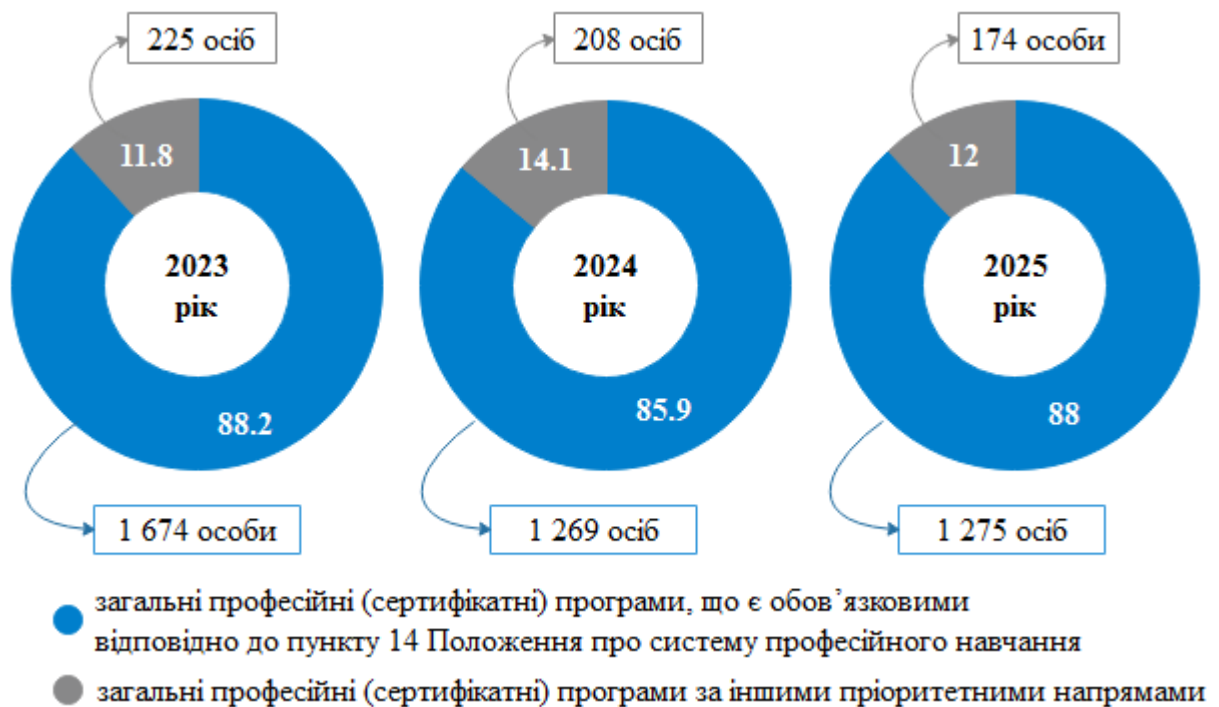 225 осіб
208 осіб
174 особи
11.8
14.1
12
2023
рік
2024
рік
2025
рік
88.2
85.9
88
1 674 особи
1 269 осіб
1 275 осіб
загальні професійні (сертифікатні) програми, що є обов’язковими
відповідно до пункту 14 Положення про систему професійного навчання
загальні професійні (сертифікатні) програми за іншими пріоритетними напрямами